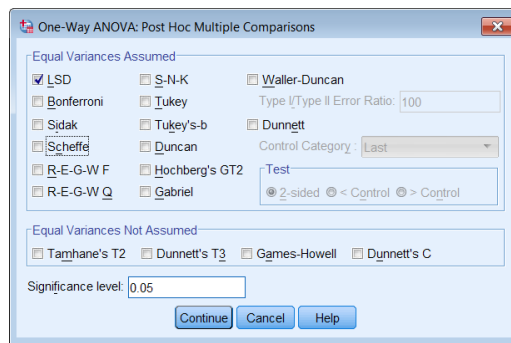 One-Way ANOVA: Post Hoc Multiple Comparisons
Equal Variances Assumed
LSD S-N-K Waller-Duncan
Bonferroni Tukey Type I/Type II Error Ratio: 100
Sidak Tukey's-b Dunnett
Scheffe Duncan Control Category : Last
R-E-G-W F Hochberg's GT2 Test
R-E-G-W Q Gabriel 2-sided < Control > Control
Equal Variances Not Assumed
Tamhane's T2 Dunnett's T3 Games-Howell Dunnett's C
Significance level: 0.05
Continue Cancel Help